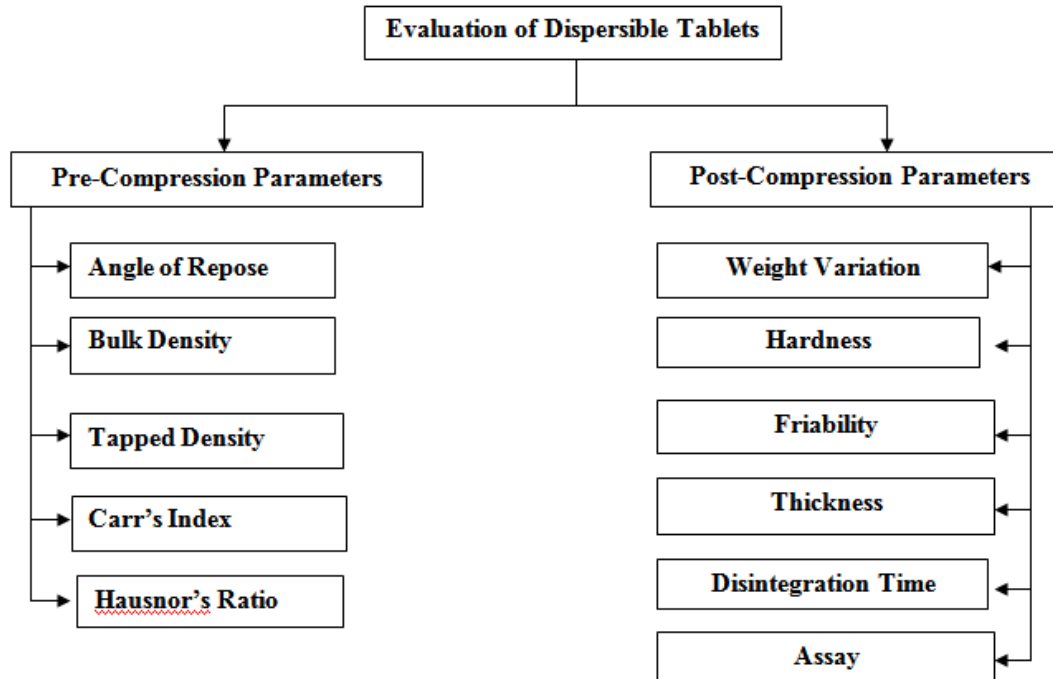 Evaluation of Dispersible Tablets
Pre-Compression Parameters
Post-Compression Parameters
Angle of Repose
Bulk Density
Tapped Density
Carr's Index
Hausnor's Ratio
Weight Variation
Hardness
Friability
Thickness
Disintegration Time
Assay